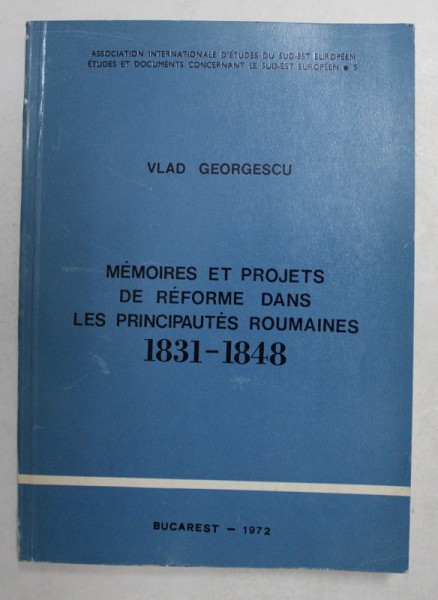 ASSOCIATION INTERNATIONALE D'ÉTUDES DU SUD-EST EUROPÉEN
ÉTUDES ET DOCUMENTS CONCERNANT LE SUD-EST EUROPÉEN • 5
VLAD GEORGESCU
MÉMOIRES ET PROJETS
DE RÉFORME DANS
LES PRINCIPAUTÉS ROUMAINES
1831-1848
BUCAREST - 1972